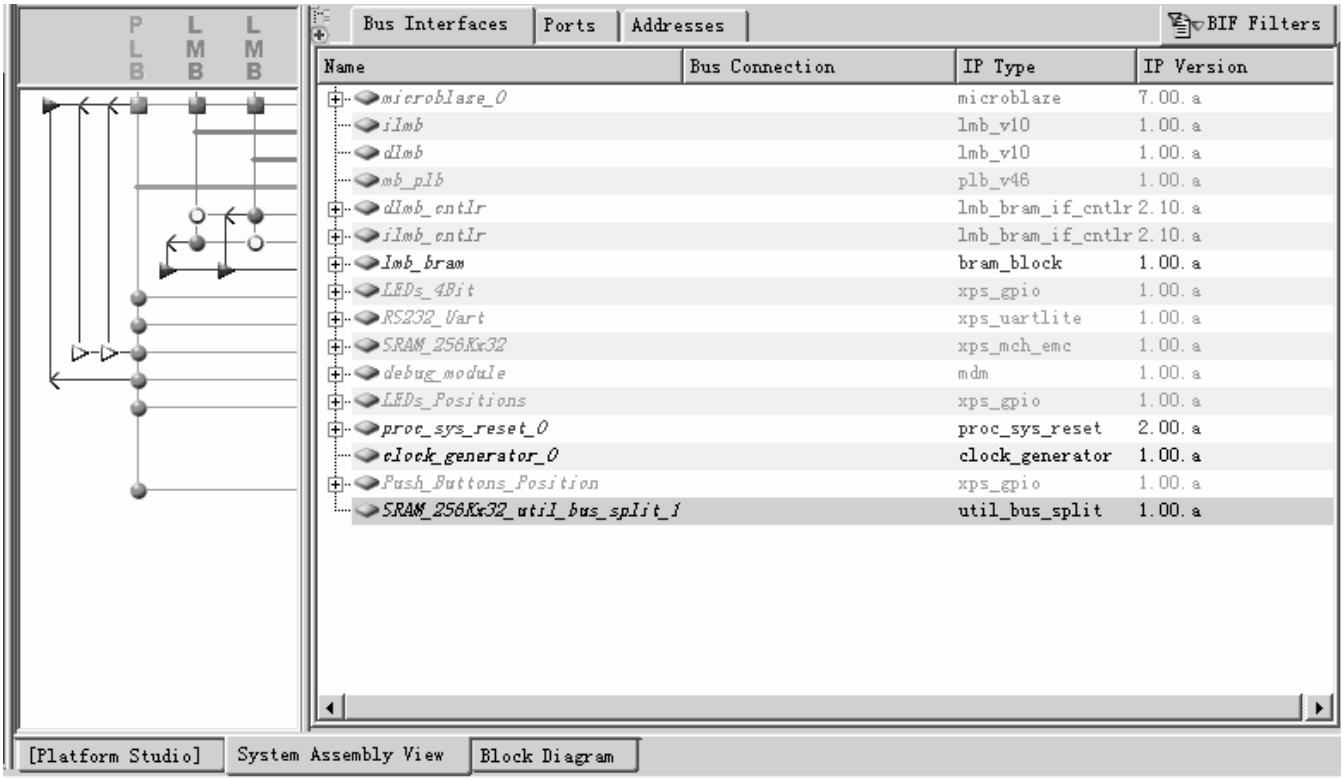 PLB LMB LMB
Bus Interfaces Ports Addresses BIF Filters
Name Bus Connection IP Type IP Version
microblaze_0 microblaze 7.00.a
ilmb lmb_v10 1.00.a
dlmb lmb_v10 1.00.a
mb_plb plb_v46 1.00.a
dlmb_cntlr lmb_bram_if_cntlr 2.10.a
ilmb_cntlr lmb_bram_if_cntlr 2.10.a
lmb_bram bram_block 1.00.a
LEDs_4Bit xps_gpio 1.00.a
RS232_Uart xps_uartlite 1.00.a
SRAM_256Kx32 xps_mch_emc 1.00.a
debug_module mdm 1.00.a
LEDs_Positions xps_gpio 1.00.a
proc_sys_reset_0 proc_sys_reset 2.00.a
clock_generator_0 clock_generator 1.00.a
Push_Buttons_Position xps_gpio 1.00.a
SRAM_256Kx32_util_bus_split_1 util_bus_split 1.00.a
[Platform Studio] System Assembly View Block Diagram